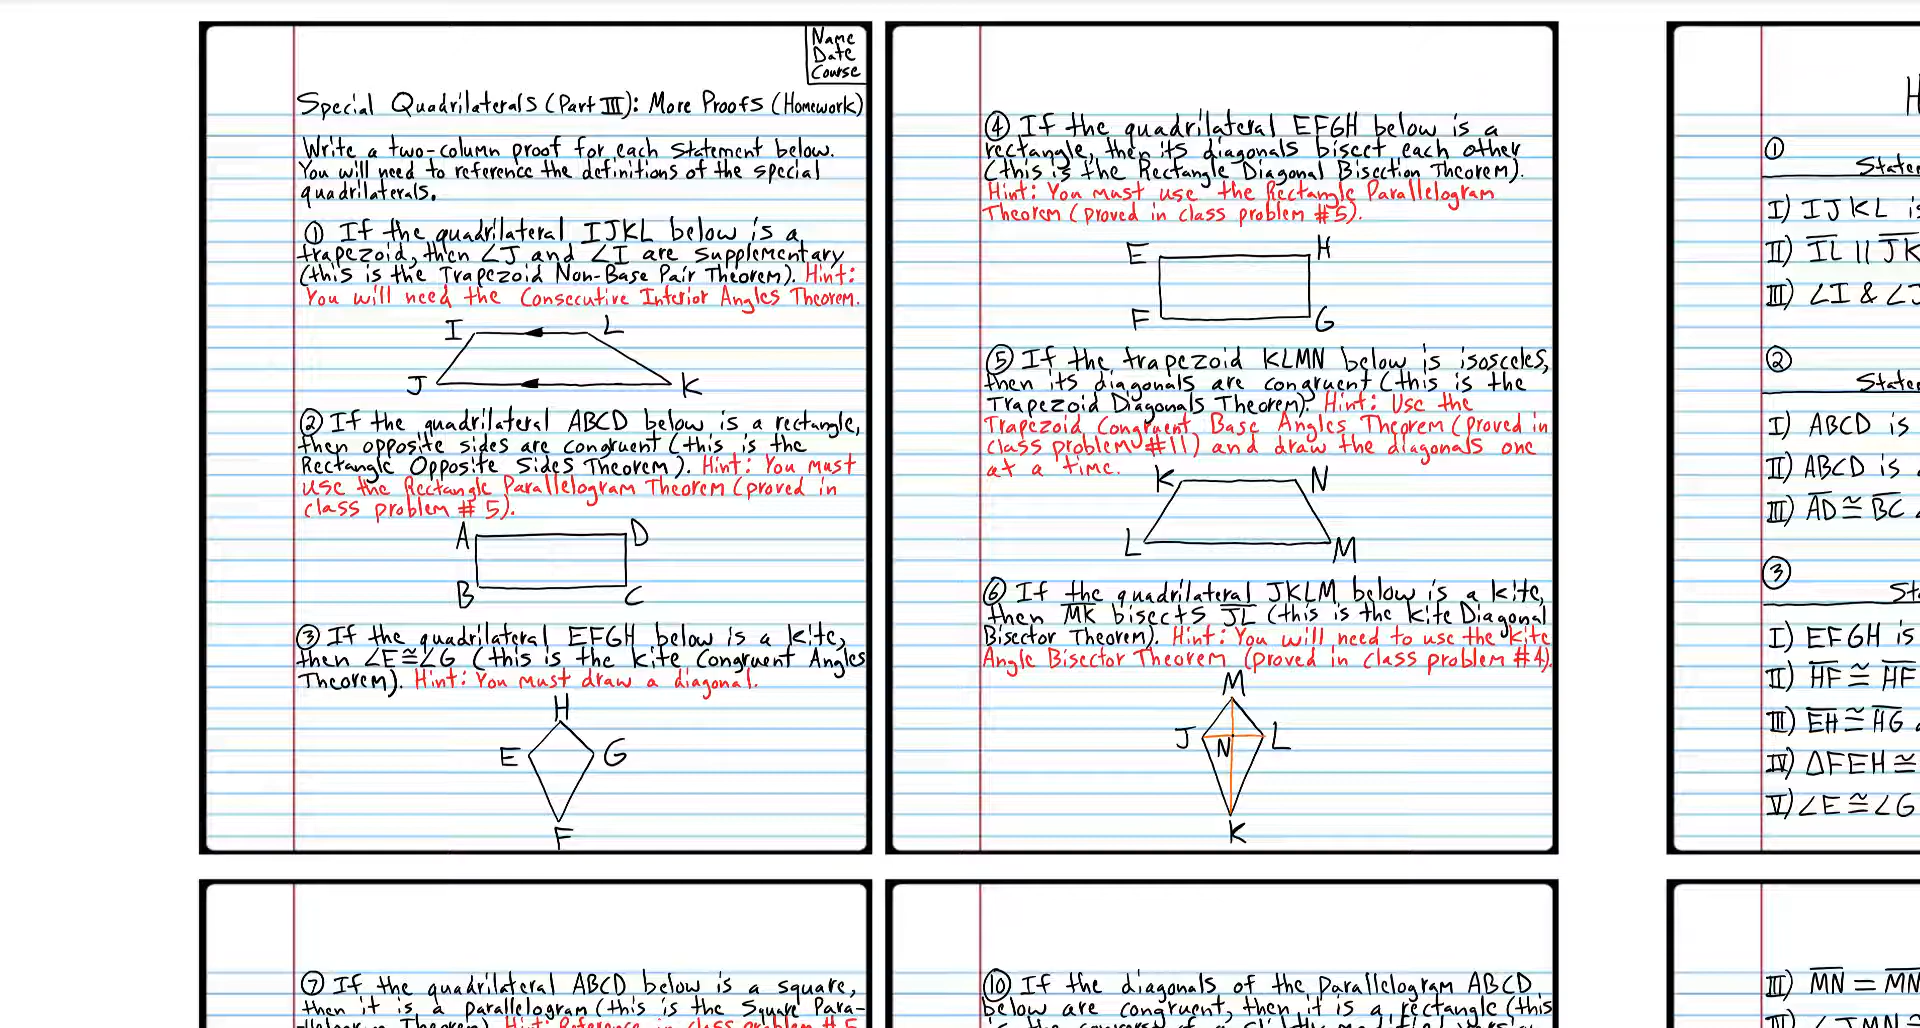 Name
Date
Course
Special Quadrilaterals (Part III): More Proofs (Homework)
Write a two-column proof for each statement below.
You will need to reference the definitions of the special
quadrilaterals.
① If the quadrilateral IJKL below is a
trapezoid, then ∠J and ∠I are supplementary
(this is the Trapezoid Non-Base Pair Theorem). Hint:
You will need the Consecutive Interior Angles Theorem.
I L
J K
② If the quadrilateral ABCD below is a rectangle,
then opposite sides are congruent (this is the
Rectangle Opposite Sides Theorem). Hint: You must
use the Rectangle Parallelogram Theorem (proved in
class problem #5).
A D
B C
③ If the quadrilateral EFGH below is a kite,
then ∠E≅∠G (this is the Kite Congruent Angles
Theorem). Hint: You must draw a diagonal.
H
E G
F
④ If the quadrilateral EFGH below is a
rectangle, then its diagonals bisect each other
(this is the Rectangle Diagonal Bisection Theorem).
Hint: You must use the Rectangle Parallelogram
Theorem (proved in class problem #5).
E H
F G
⑤ If the trapezoid KLMN below is isosceles,
then its diagonals are congruent (this is the
Trapezoid Diagonals Theorem). Hint: Use the
Trapezoid Congruent Base Angles Theorem (proved in
class problem #11) and draw the diagonals one
at a time.
K N
L M
⑥ If the quadrilateral JKLM below is a kite,
then MK bisects JL (this is the Kite Diagonal
Bisector Theorem). Hint: You will need to use the Kite
Angle Bisector Theorem (proved in class problem #4).
M
J N L
K
H
①
State
I) IJKL is
II) IL || JK
III) ∠I & ∠J
②
State
I) ABCD is
II) ABCD is
III) AD ≅ BC
③
St
I) EFGH is
II) HF ≅ HF
III) EH ≅ HG
IV) ΔFEH ≅
V) ∠E ≅ ∠G
⑦ If the quadrilateral ABCD below is a square,
then it is a parallelogram (this is the Square Para-
⑩ If the diagonals of the parallelogram ABCD
below are congruent, then it is a rectangle (this
III) MN = MN